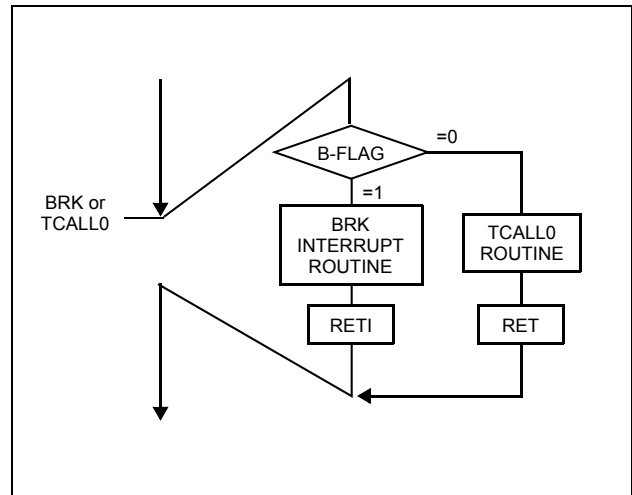 B-FLAG
=0
=1
BRK or
TCALL0
BRK
INTERRUPT
ROUTINE
TCALL0
ROUTINE
RETI
RET